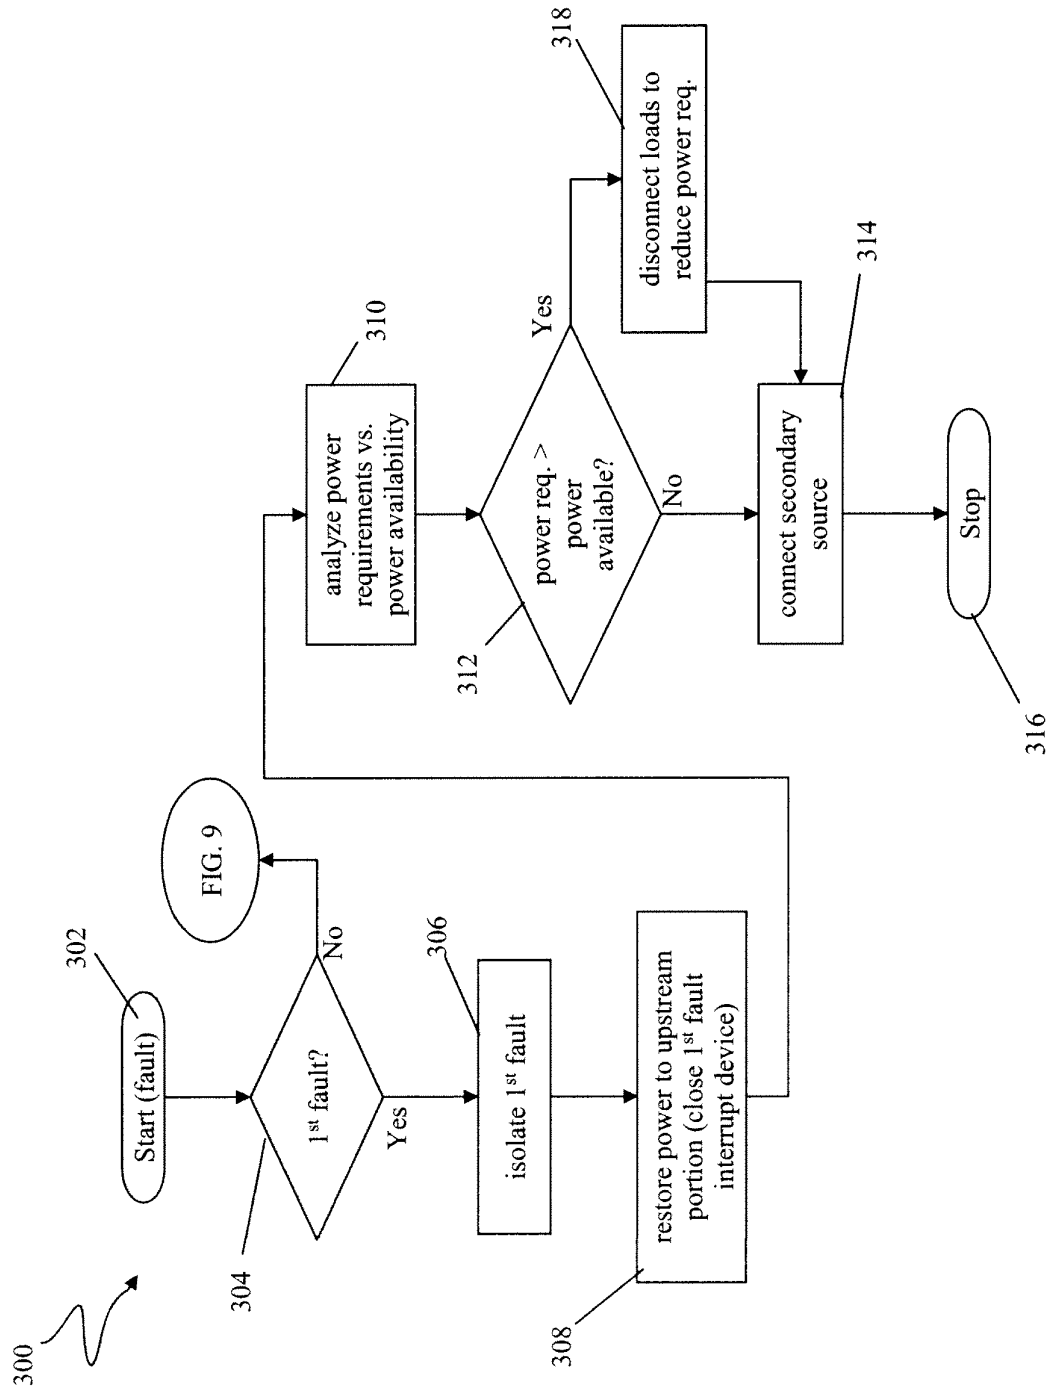 300
302
Start (fault)
304
1st fault?
No
FIG. 9
Yes
306
isolate 1st fault
308
restore power to upstream
portion (close 1st fault
interrupt device)
310
analyze power
requirements vs.
power availability
312
power req. >
power
available?
Yes
No
318
disconnect loads to
reduce power req.
314
connect secondary
source
Stop
316